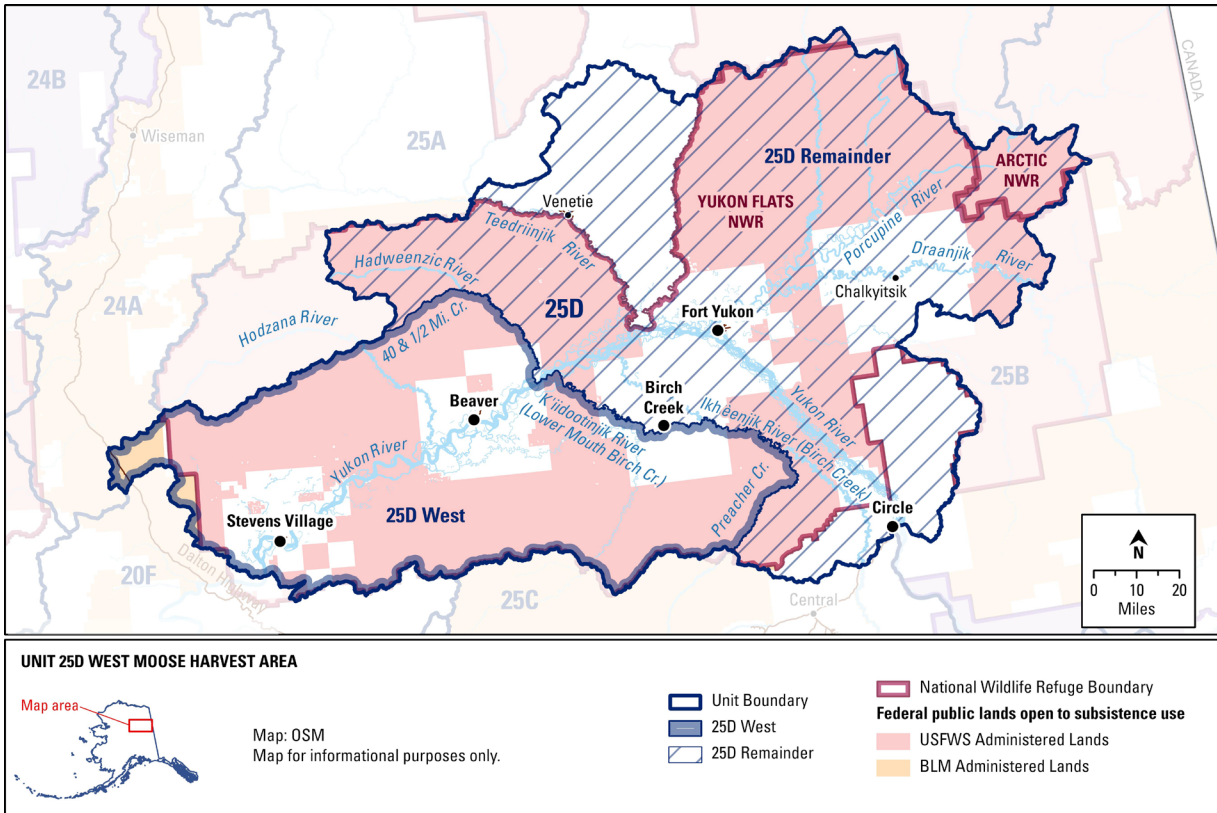 24B
Wiseman
25A
CANADA
25D Remainder
ARCTIC
NWR
YUKON FLATS
NWR
Venetie
Teedriinjik River
Porcupine River
Hadweenzic River
Draanjik River
24A
Chalkyitsik
25D
Hodzana River
40 & 1/2 Mi. Cr.
Fort Yukon
25B
Birch
Creek
Beaver
K'iidootinjik River
(Lower Mouth Birch Cr.)
Ikheenjik River (Birch Creek)
Yukon River
Yukon River
Preacher Cr.
Stevens Village
25D West
Circle
Dalton Highway
20F
25C
Central
N
0 10 20
Miles
UNIT 25D WEST MOOSE HARVEST AREA
Map area
Map: OSM
Map for informational purposes only.
Unit Boundary
25D West
25D Remainder
National Wildlife Refuge Boundary
Federal public lands open to subsistence use
USFWS Administered Lands
BLM Administered Lands